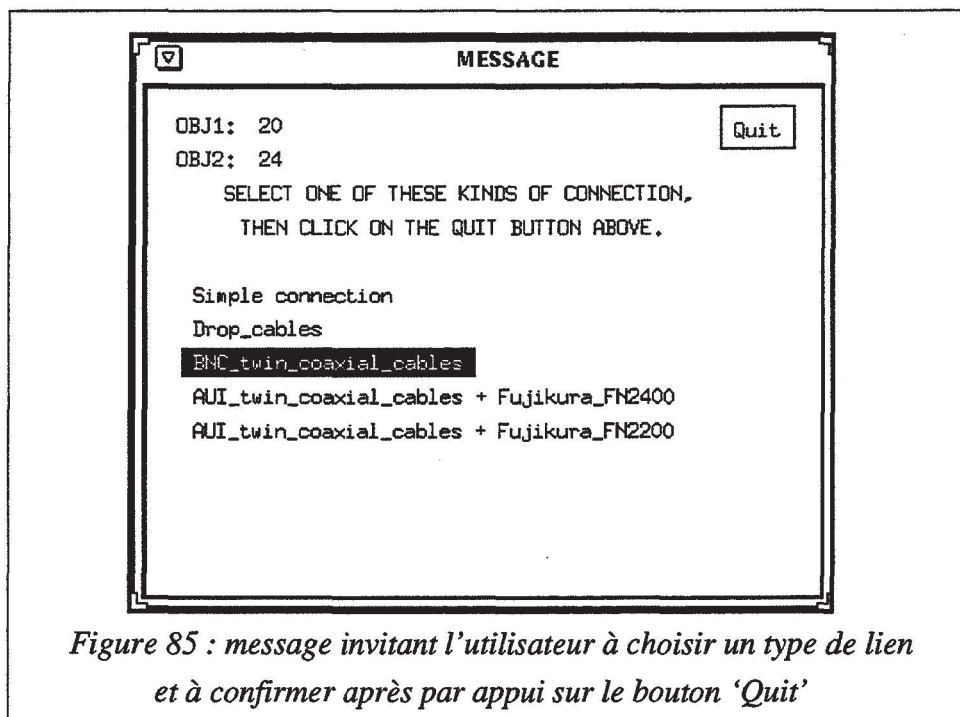 MESSAGE
OBJ1: 20
Quit
OBJ2: 24
SELECT ONE OF THESE KINDS OF CONNECTION,
THEN CLICK ON THE QUIT BUTTON ABOVE.
Simple connection
Drop_cables
BNC_twin_coaxial_cables
AUI_twin_coaxial_cables + Fujikura_FN2400
AUI_twin_coaxial_cables + Fujikura_FN2200
Figure 85 : message invitant l'utilisateur à choisir un type de lien
et à confirmer après par appui sur le bouton ‘Quit’